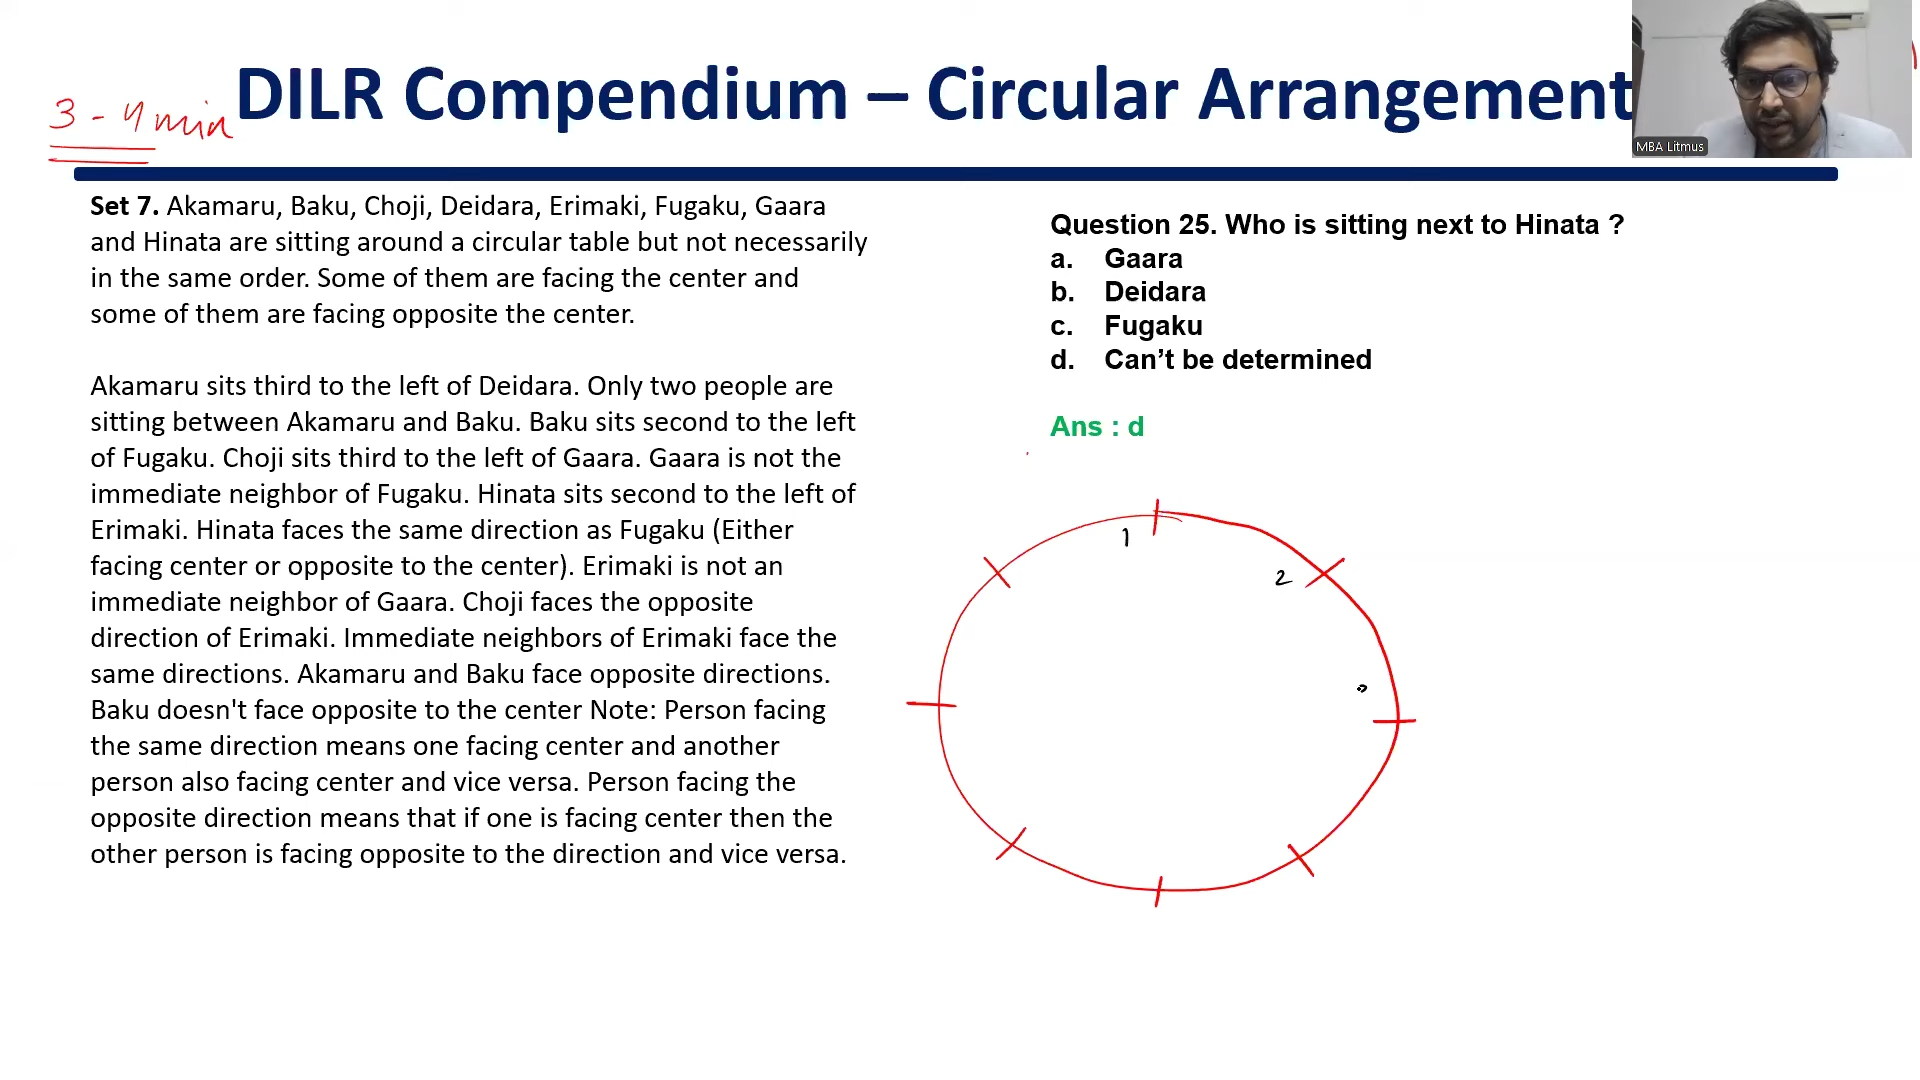 DILR Compendium – Circular Arrangement
3 - 4 min
MBA Litmus
Set 7. Akamaru, Baku, Choji, Deidara, Erimaki, Fugaku, Gaara
and Hinata are sitting around a circular table but not necessarily
in the same order. Some of them are facing the center and
some of them are facing opposite the center.
Akamaru sits third to the left of Deidara. Only two people are
sitting between Akamaru and Baku. Baku sits second to the left
of Fugaku. Choji sits third to the left of Gaara. Gaara is not the
immediate neighbor of Fugaku. Hinata sits second to the left of
Erimaki. Hinata faces the same direction as Fugaku (Either
facing center or opposite to the center). Erimaki is not an
immediate neighbor of Gaara. Choji faces the opposite
direction of Erimaki. Immediate neighbors of Erimaki face the
same directions. Akamaru and Baku face opposite directions.
Baku doesn't face opposite to the center Note: Person facing
the same direction means one facing center and another
person also facing center and vice versa. Person facing the
opposite direction means that if one is facing center then the
other person is facing opposite to the direction and vice versa.
Question 25. Who is sitting next to Hinata ?
a. Gaara
b. Deidara
c. Fugaku
d. Can’t be determined
Ans : d
1
2